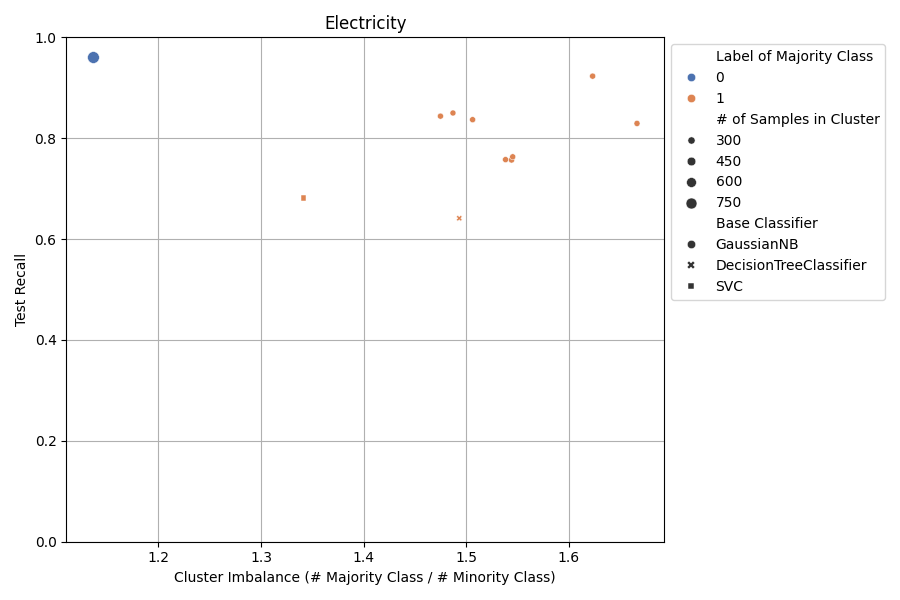 Electricity
1.0
0.8
0.6
0.4
0.2
0.0
Test Recall
1.2 1.3 1.4 1.5 1.6
Cluster Imbalance (# Majority Class / # Minority Class)
Label of Majority Class
0
1
# of Samples in Cluster
300
450
600
750
Base Classifier
GaussianNB
DecisionTreeClassifier
SVC